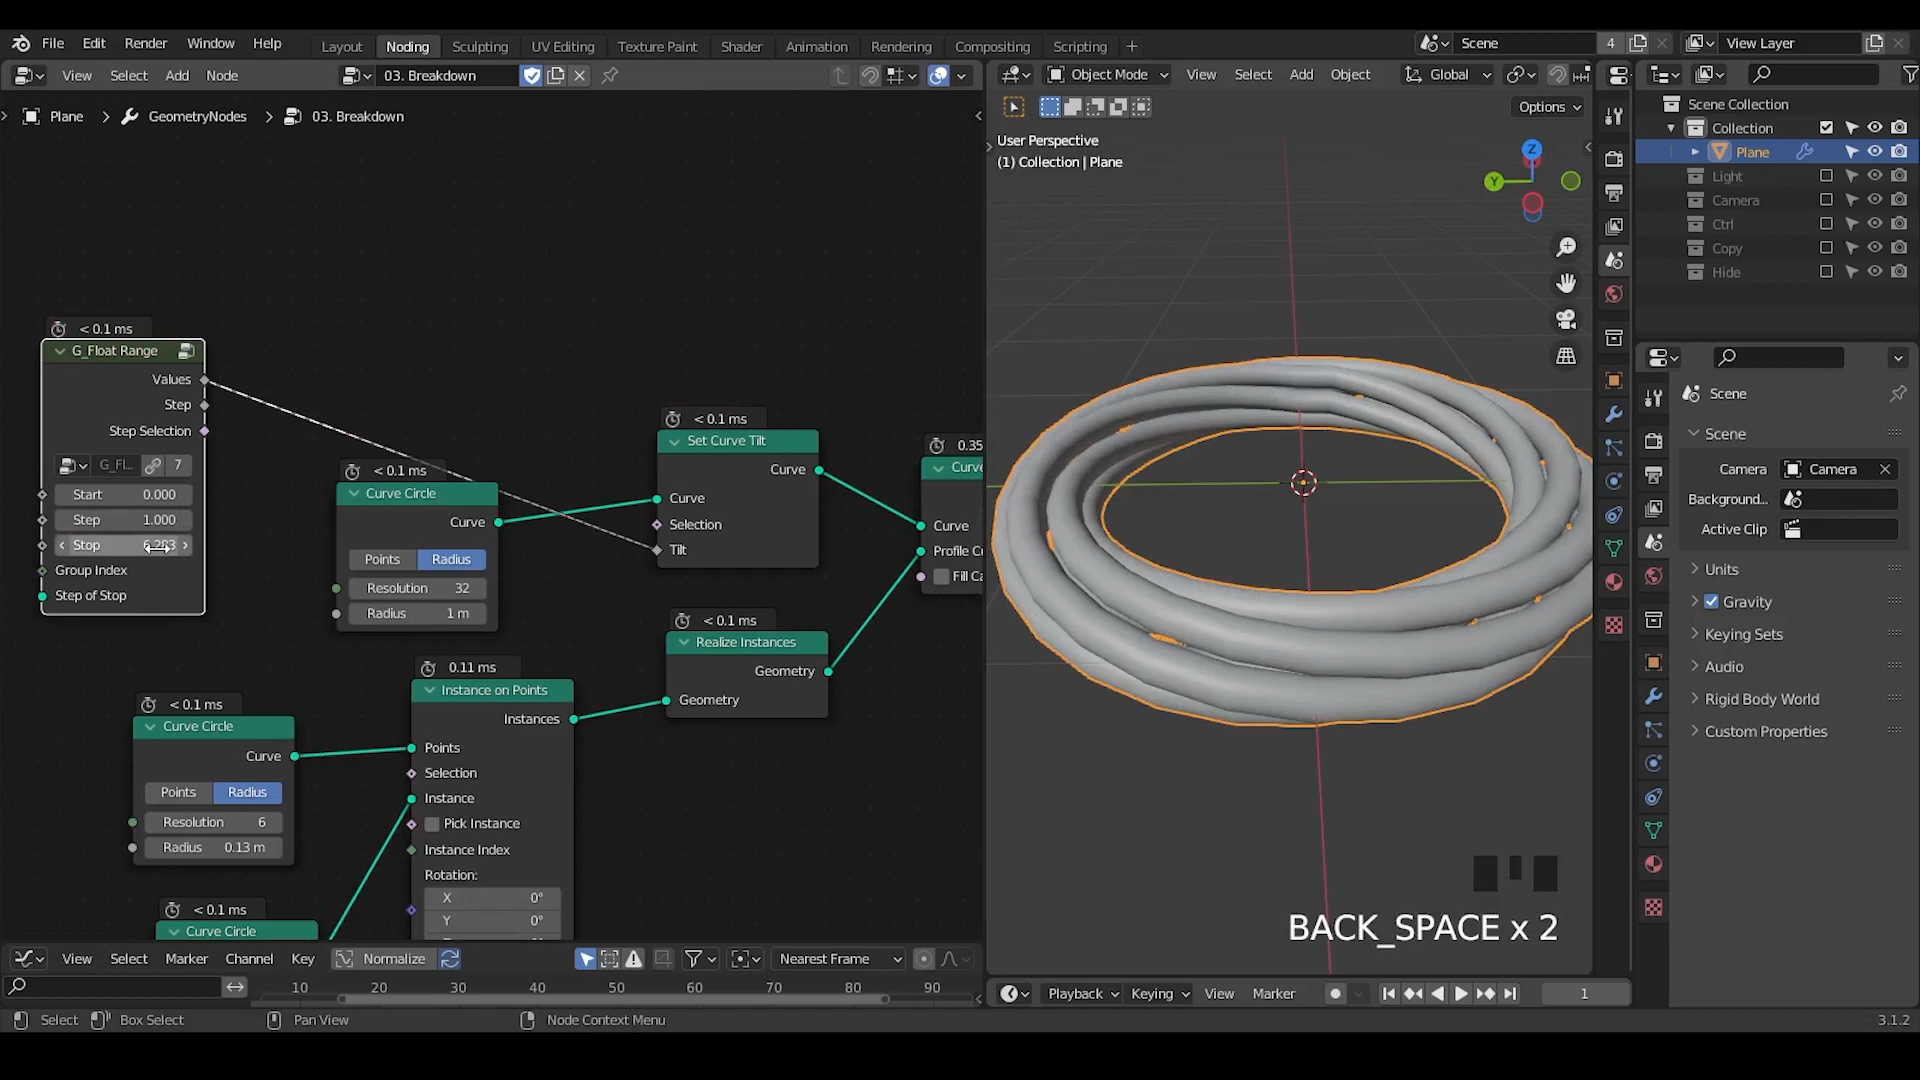 File Edit Render Window Help Layout Noding Sculpting UV Editing Texture Paint Shader Animation Rendering Compositing Scripting + Scene 4 View Layer
View Select Add Node 03. Breakdown Object Mode View Select Add Object Global
Plane > GeometryNodes > 03. Breakdown
Options
User Perspective
(1) Collection | Plane
Z
Y
Scene Collection
Collection
Plane
Light
Camera
Ctrl
Copy
Hide
< 0.1 ms
G_Float Range
Values
Step
Step Selection
G_Fl.. 7
Start 0.000
Step 1.000
Stop
Group Index
Step of Stop
< 0.1 ms
Curve Circle
Curve
Points Radius
Resolution 32
Radius 1 m
< 0.1 ms
Set Curve Tilt
Curve
Curve
Selection
Tilt
0.35
Curve
Curve
Profile C
Fill Ca
< 0.1 ms
Realize Instances
Geometry
Geometry
0.11 ms
Instance on Points
Instances
Points
Selection
Instance
Pick Instance
Instance Index
Rotation:
X 0°
Y 0°
< 0.1 ms
Curve Circle
Curve
Points Radius
Resolution 6
Radius 0.13 m
< 0.1 ms
Curve Circle
BACK_SPACE x 2
Scene
Scene
Camera Camera
Background...
Active Clip
Units
Gravity
Keying Sets
Audio
Rigid Body World
Custom Properties
View Select Marker Channel Key Normalize Nearest Frame
10 20 30 40 50 60 70 80 90
Playback Keying View Marker 1
Select Box Select Pan View Node Context Menu 3.1.2